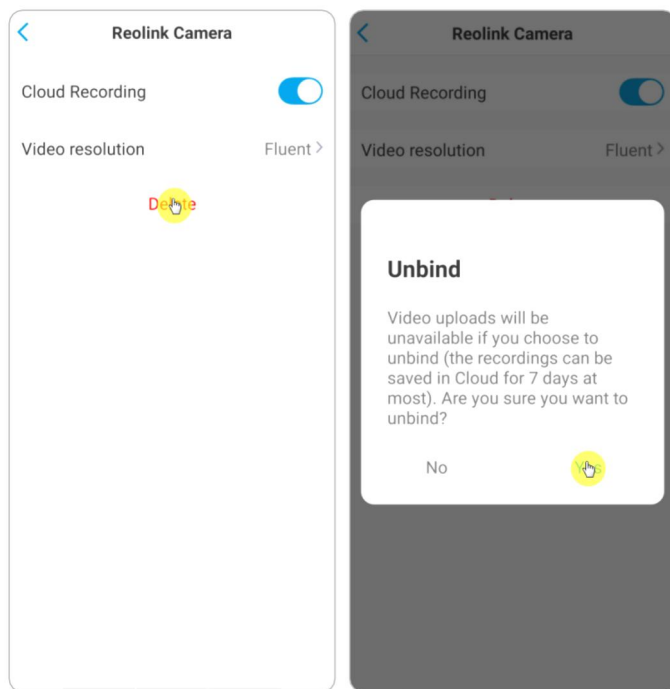 Reolink Camera
Cloud Recording
Video resolution
Fluent
Delete
Reolink Camera
Cloud Recording
Video resolution
Fluent
Unbind
Video uploads will be
unavailable if you choose to
unbind (the recordings can be
saved in Cloud for 7 days at
most). Are you sure you want to
unbind?
No
Yes